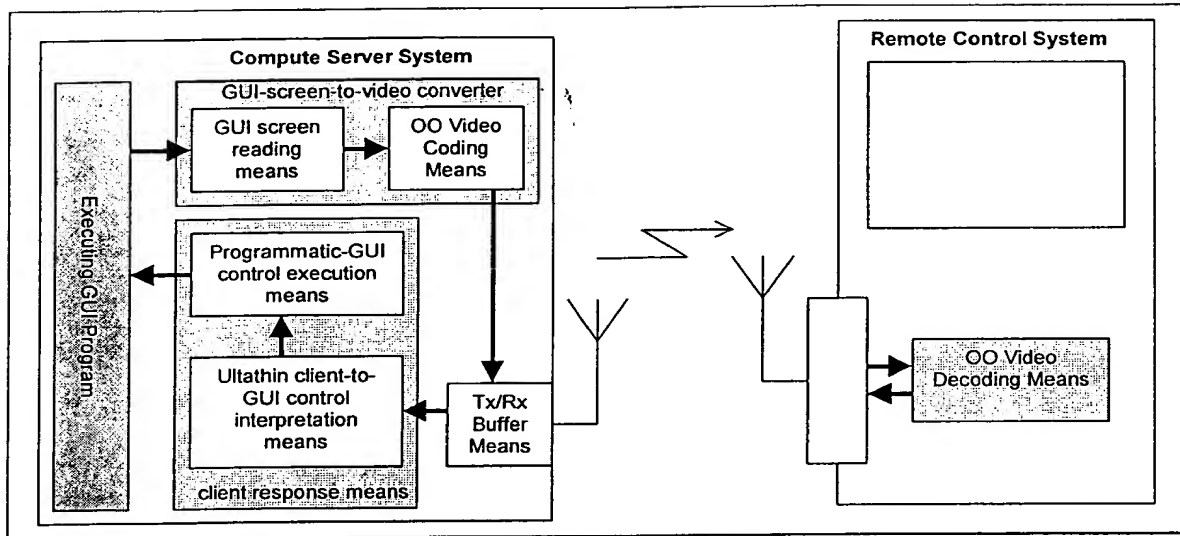 Compute Server System
GUI-screen-to-video converter
GUI screen
reading
means
OO Video
Coding
Means
Executing GUI Program
Programmatic-GUI
control execution
means
Ultathin client-to-
GUI control
interpretation
means
client response means
Tx/Rx
Buffer
Means
Remote Control System
OO Video
Decoding Means